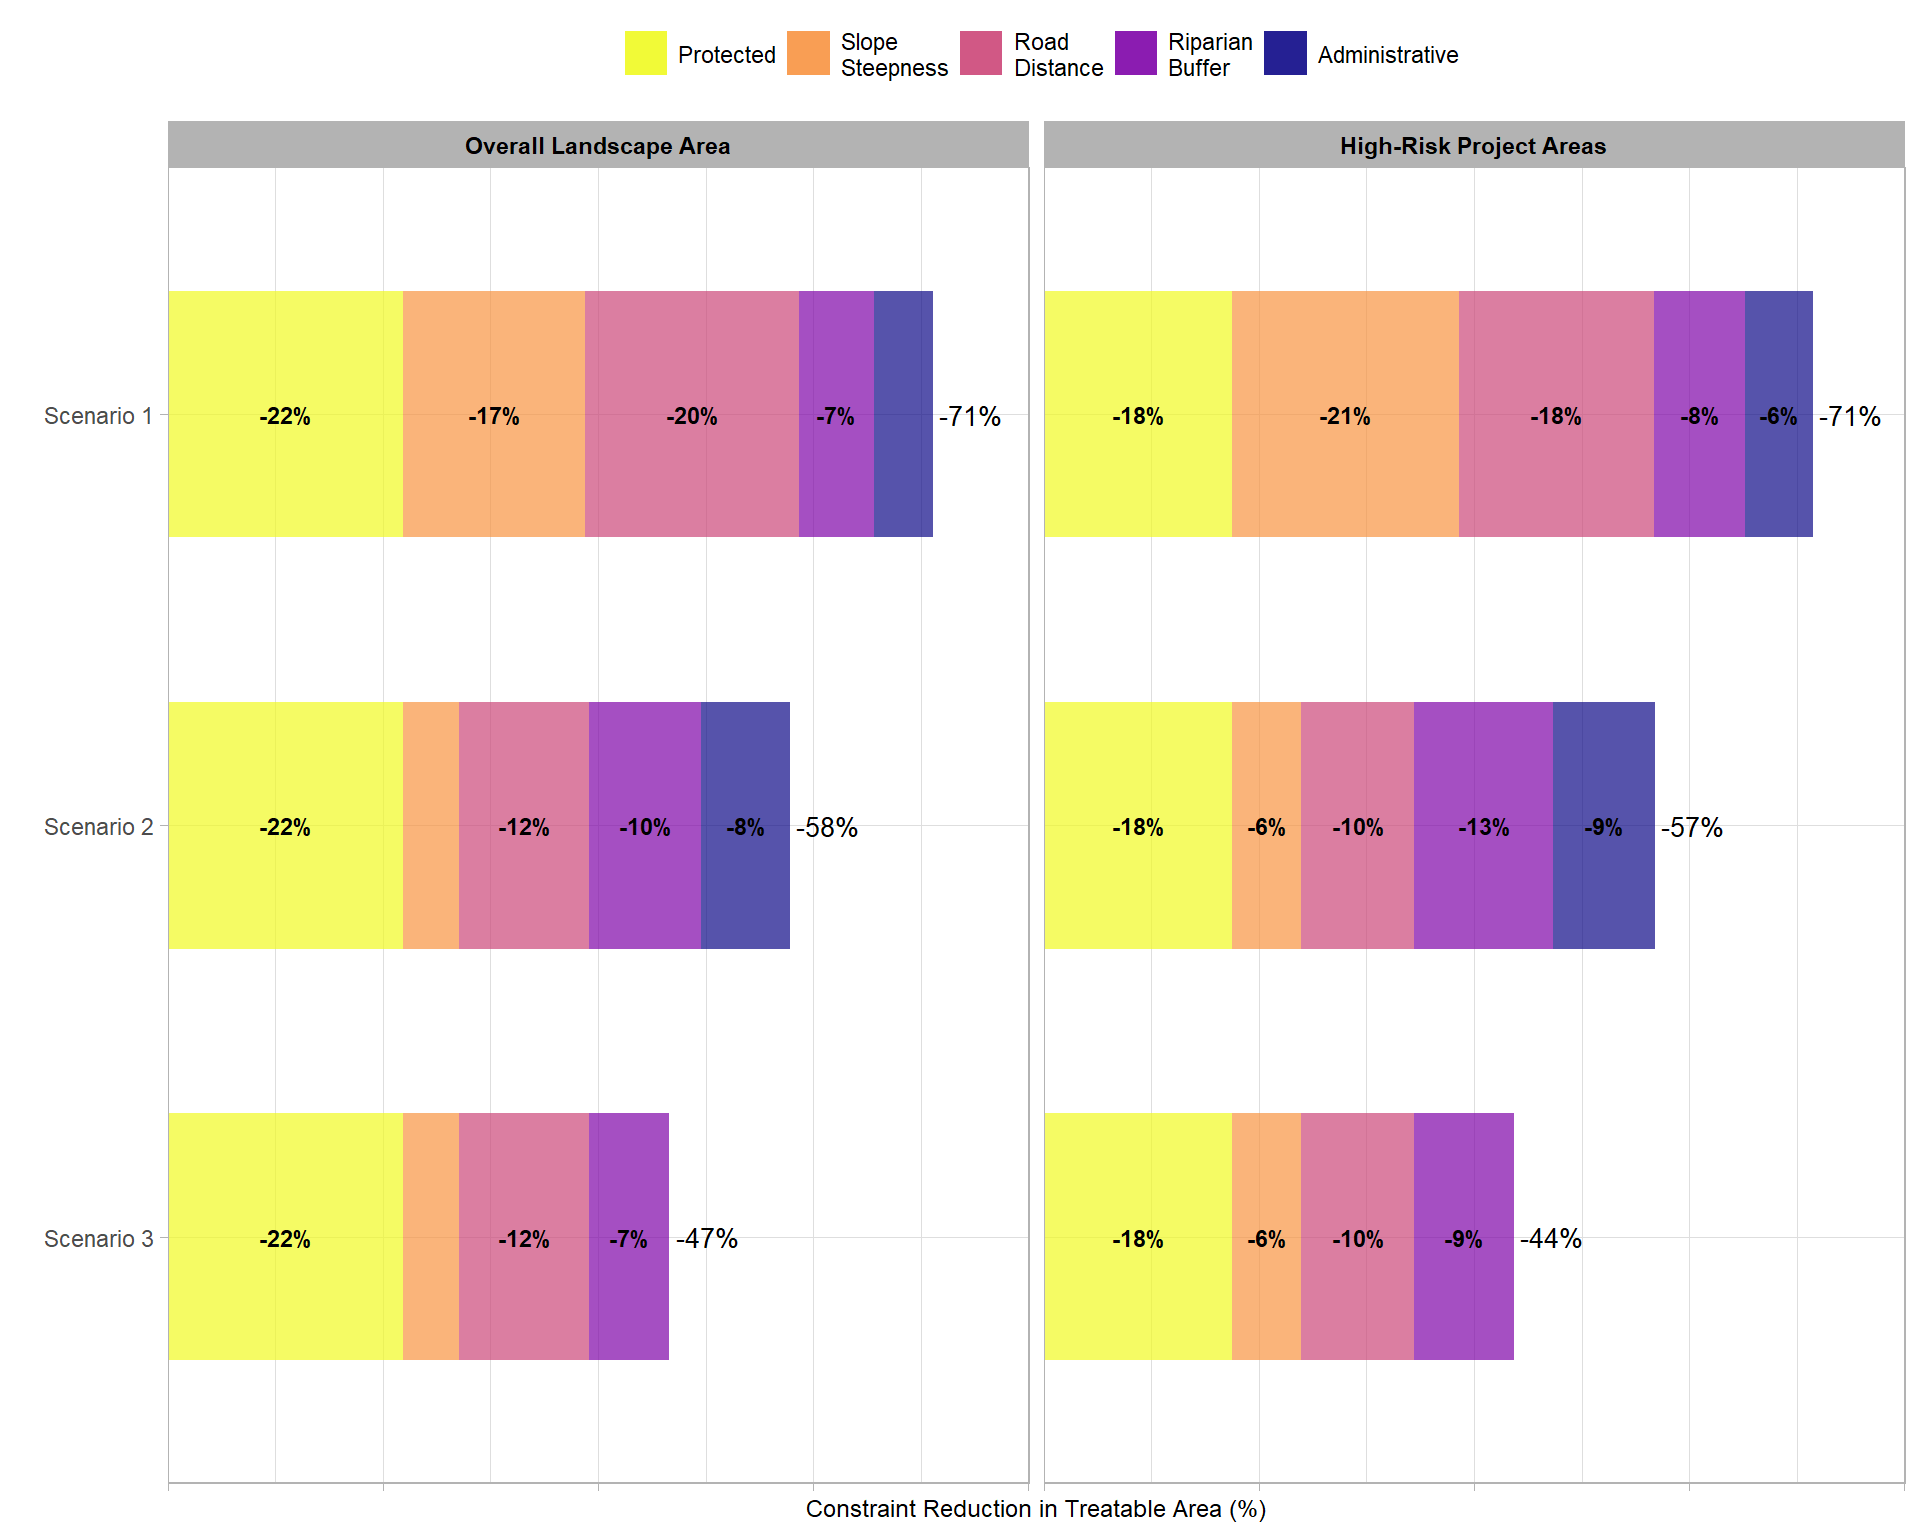 Protected
Slope
Steepness
Road
Distance
Riparian
Buffer
Administrative
Overall Landscape Area
High-Risk Project Areas
Scenario 1
-22%
-17%
-20%
-7%
-71%
-18%
-21%
-18%
-8%
-6%
-71%
Scenario 2
-22%
-12%
-10%
-8%
-58%
-18%
-6%
-10%
-13%
-9%
-57%
Scenario 3
-22%
-12%
-7%
-47%
-18%
-6%
-10%
-9%
-44%
Constraint Reduction in Treatable Area (%)